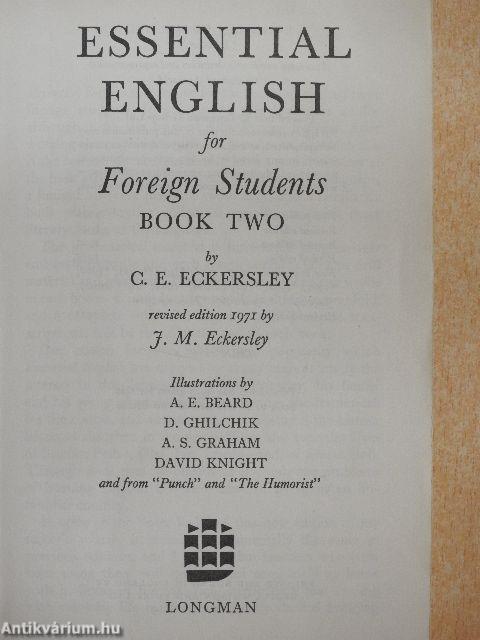 ESSENTIAL
ENGLISH
for
Foreign Students
BOOK TWO
by
C. E. ECKERSLEY
revised edition 1971 by
J. M. Eckersley
Illustrations by
A. E. BEARD
D. GHILCHIK
A. S. GRAHAM
DAVID KNIGHT
and from "Punch" and "The Humorist"
LONGMAN
Antikvárium.hu